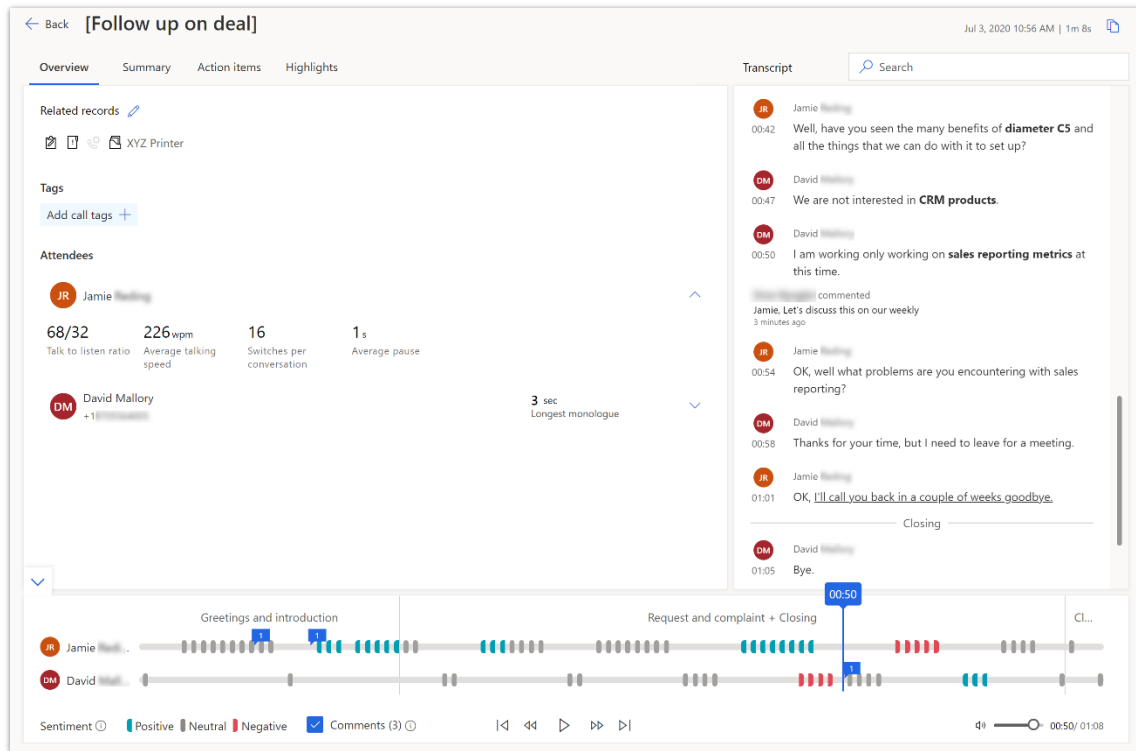 Back [Follow up on deal]
Jul 3, 2020 10:56 AM | 1m 8s
Overview Summary Action items Highlights
Transcript
Search
Related records
XYZ Printer
Tags
Add call tags +
Attendees
JR Jamie
68/32
Talk to listen ratio
226 wpm
Average talking
speed
16
Switches per
conversation
1 s
Average pause
DM David Mallory
+1
3 sec
Longest monologue
JR Jamie
00:42 Well, have you seen the many benefits of diameter C5 and
all the things that we can do with it to set up?
DM David
00:47 We are not interested in CRM products.
DM David
00:50 I am working only working on sales reporting metrics at
this time.
commented
Jamie, Let's discuss this on our weekly
3 minutes ago
JR Jamie
00:54 OK, well what problems are you encountering with sales
reporting?
DM David
00:58 Thanks for your time, but I need to leave for a meeting.
JR Jamie
01:01 OK, I'll call you back in a couple of weeks goodbye.
Closing
DM David
01:05 Bye.
00:50
Greetings and introduction Request and complaint + Closing Cl...
1 1
JR Jamie
1
DM David
Sentiment Positive Neutral Negative Comments (3) 00:50/ 01:08